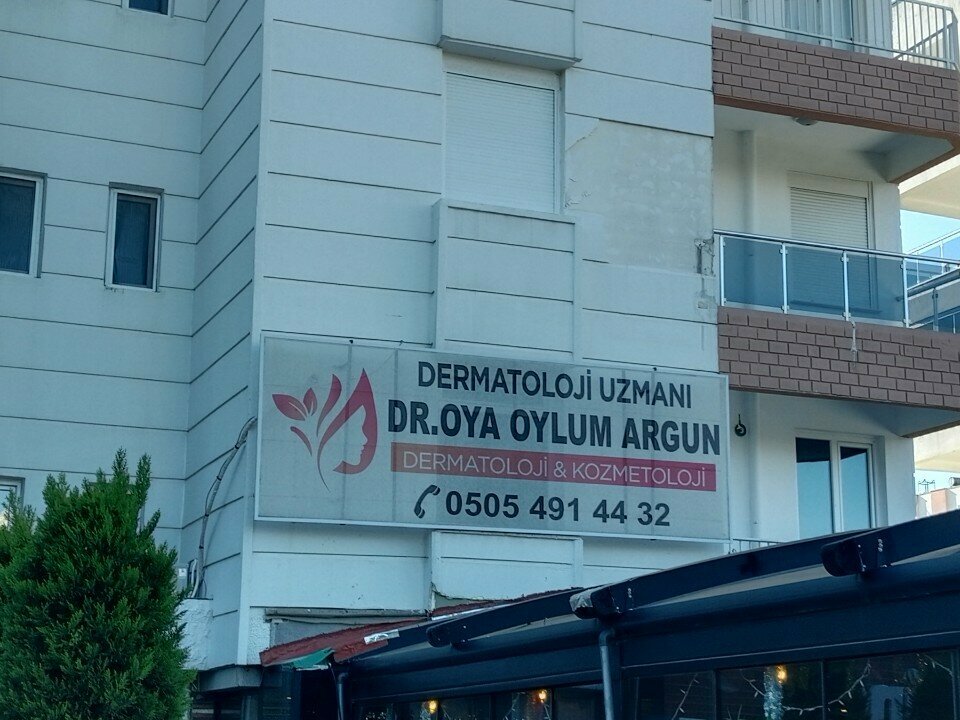 DERMATOLOJİ UZMANI
DR.OYA OYLUM ARGUN
DERMATOLOJİ & KOZMETOLOJİ
0505 491 44 32